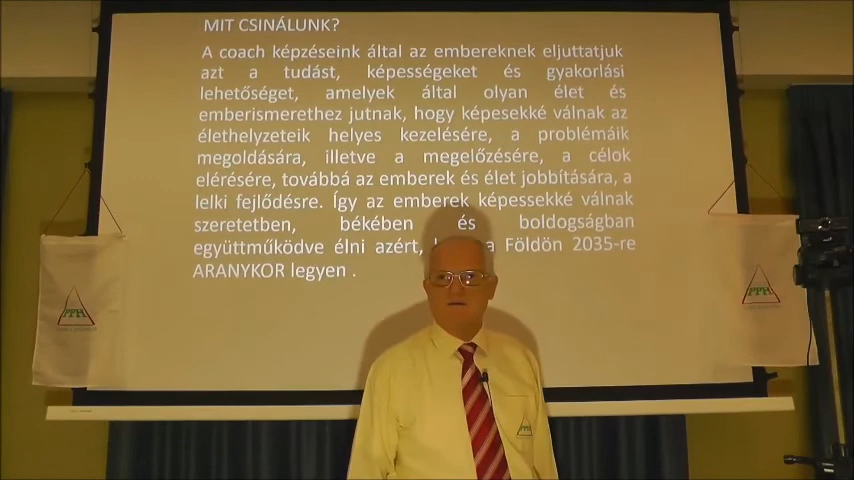 MIT CSINÁLUNK?
A coach képzéseink által az embereknek eljuttatjuk
azt a tudást, képességeket és gyakorlási
lehetőséget, amelyek által olyan élet és
emberismerethez jutnak, hogy képesekké válnak az
élethelyzeteik helyes kezelésére, a problémáik
megoldására, illetve a megelőzésére, a célok
elérésére, továbbá az emberek és élet jobbítására, a
lelki fejlődésre. Így az emberek képessekké válnak
szeretetben, békében és boldogságban
együttműködve élni azért, a Földön 2035-re
ARANYKOR legyen .
PPH
PPH